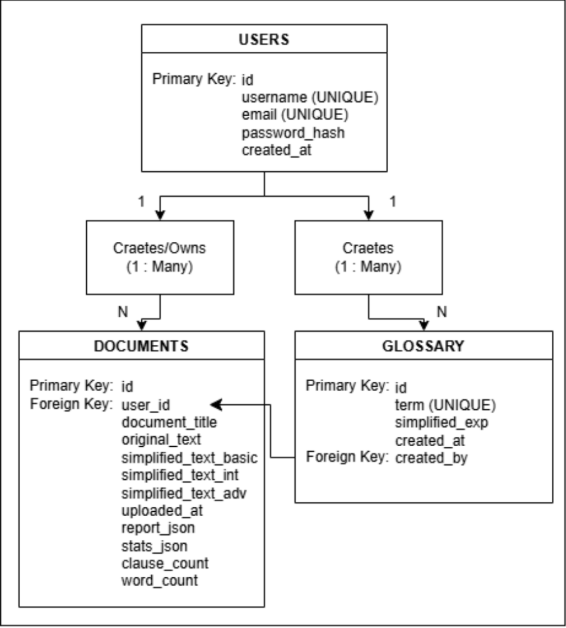 USERS
Primary Key: id
username (UNIQUE)
email (UNIQUE)
password_hash
created_at
1
1
Craetes/Owns
(1 : Many)
Craetes
(1 : Many)
N
N
DOCUMENTS
Primary Key: id
Foreign Key: user_id
document_title
original_text
simplified_text_basic
simplified_text_int
simplified_text_adv
uploaded_at
report_json
stats_json
clause_count
word_count
GLOSSARY
Primary Key: id
term (UNIQUE)
simplified_exp
created_at
Foreign Key: created_by